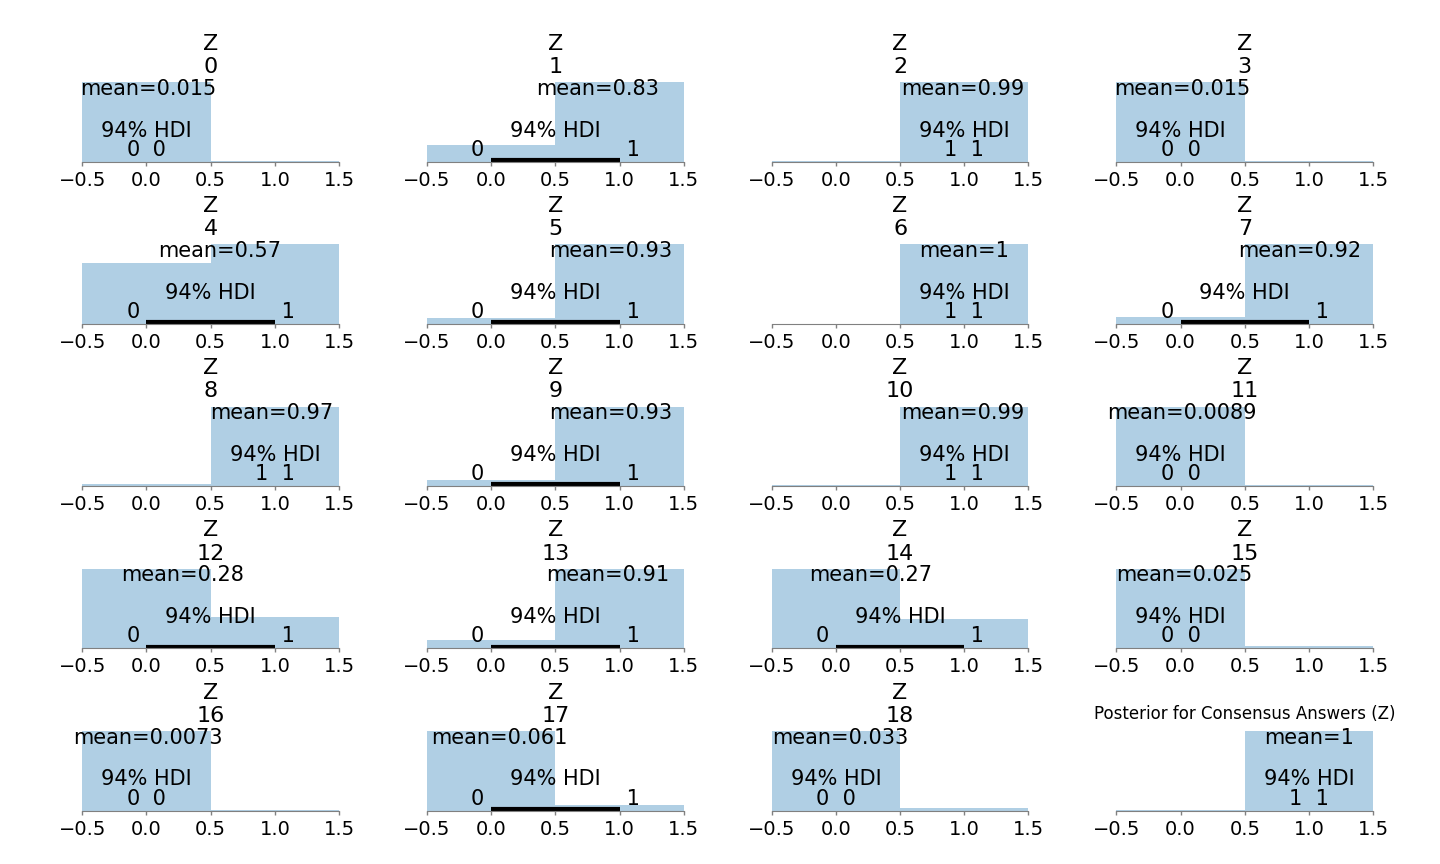 Z
0
mean=0.015
94% HDI
0 0
−0.5 0.0 0.5 1.0 1.5
Z
1
mean=0.83
94% HDI
0 1
−0.5 0.0 0.5 1.0 1.5
Z
2
mean=0.99
94% HDI
1 1
−0.5 0.0 0.5 1.0 1.5
Z
3
mean=0.015
94% HDI
0 0
−0.5 0.0 0.5 1.0 1.5
Z
4
mean=0.57
94% HDI
0 1
−0.5 0.0 0.5 1.0 1.5
Z
5
mean=0.93
94% HDI
0 1
−0.5 0.0 0.5 1.0 1.5
Z
6
mean=1
94% HDI
1 1
−0.5 0.0 0.5 1.0 1.5
Z
7
mean=0.92
94% HDI
0 1
−0.5 0.0 0.5 1.0 1.5
Z
8
mean=0.97
94% HDI
1 1
−0.5 0.0 0.5 1.0 1.5
Z
9
mean=0.93
94% HDI
0 1
−0.5 0.0 0.5 1.0 1.5
Z
10
mean=0.99
94% HDI
1 1
−0.5 0.0 0.5 1.0 1.5
Z
11
mean=0.0089
94% HDI
0 0
−0.5 0.0 0.5 1.0 1.5
Z
12
mean=0.28
94% HDI
0 1
−0.5 0.0 0.5 1.0 1.5
Z
13
mean=0.91
94% HDI
0 1
−0.5 0.0 0.5 1.0 1.5
Z
14
mean=0.27
94% HDI
0 1
−0.5 0.0 0.5 1.0 1.5
Z
15
mean=0.025
94% HDI
0 0
−0.5 0.0 0.5 1.0 1.5
Z
16
mean=0.0073
94% HDI
0 0
−0.5 0.0 0.5 1.0 1.5
Z
17
mean=0.061
94% HDI
0 1
−0.5 0.0 0.5 1.0 1.5
Z
18
mean=0.033
94% HDI
0 0
−0.5 0.0 0.5 1.0 1.5
Posterior for Consensus Answers (Z)
mean=1
94% HDI
1 1
−0.5 0.0 0.5 1.0 1.5